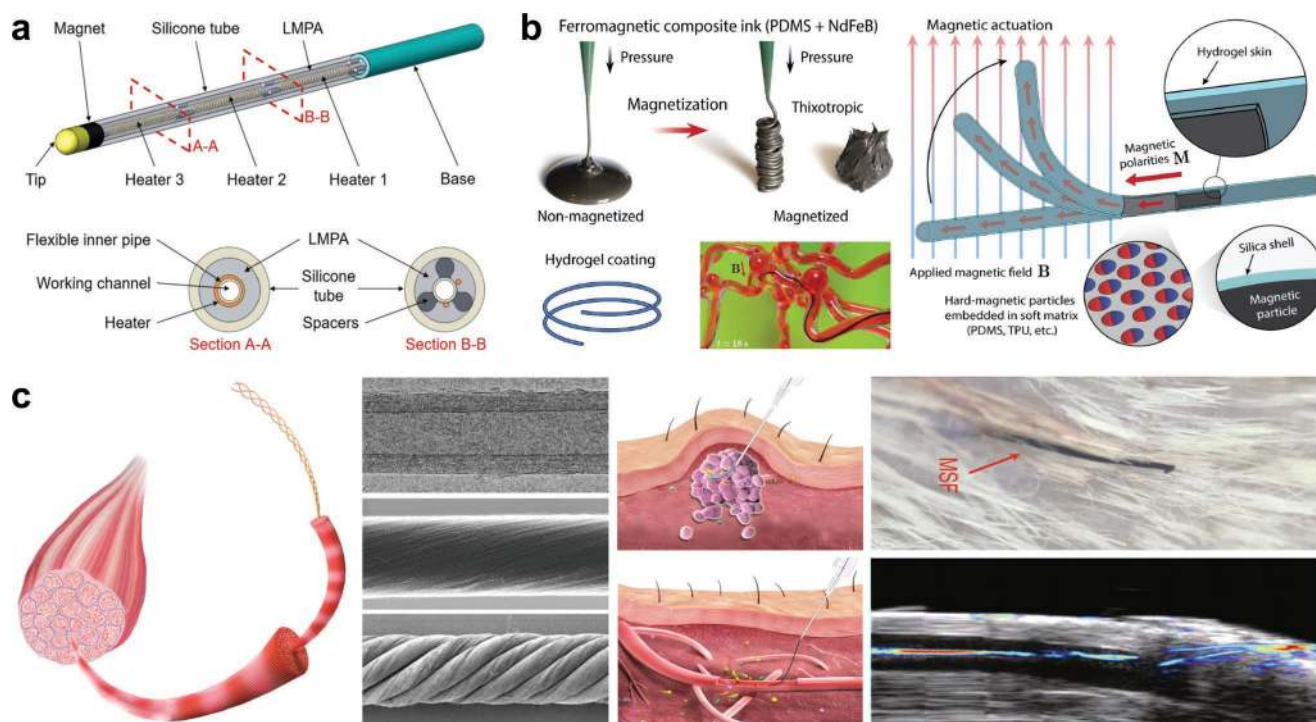 a
Magnet
Silicone tube
LMPA
B-B
A-A
Tip
Heater 3
Heater 2
Heater 1
Base
Flexible inner pipe
LMPA
Working channel
Silicone
tube
Heater
Spacers
Section A-A
Section B-B
b
Ferromagnetic composite ink (PDMS + NdFeB)
Pressure
Pressure
Magnetization
Thixotropic
Non-magnetized
Magnetized
Hydrogel coating
B
t = 18 s
Magnetic actuation
Hydrogel skin
Magnetic
polarities M
Applied magnetic field B
Hard-magnetic particles
embedded in soft matrix
(PDMS, TPU, etc.)
Silica shell
Magnetic
particle
c
MSF